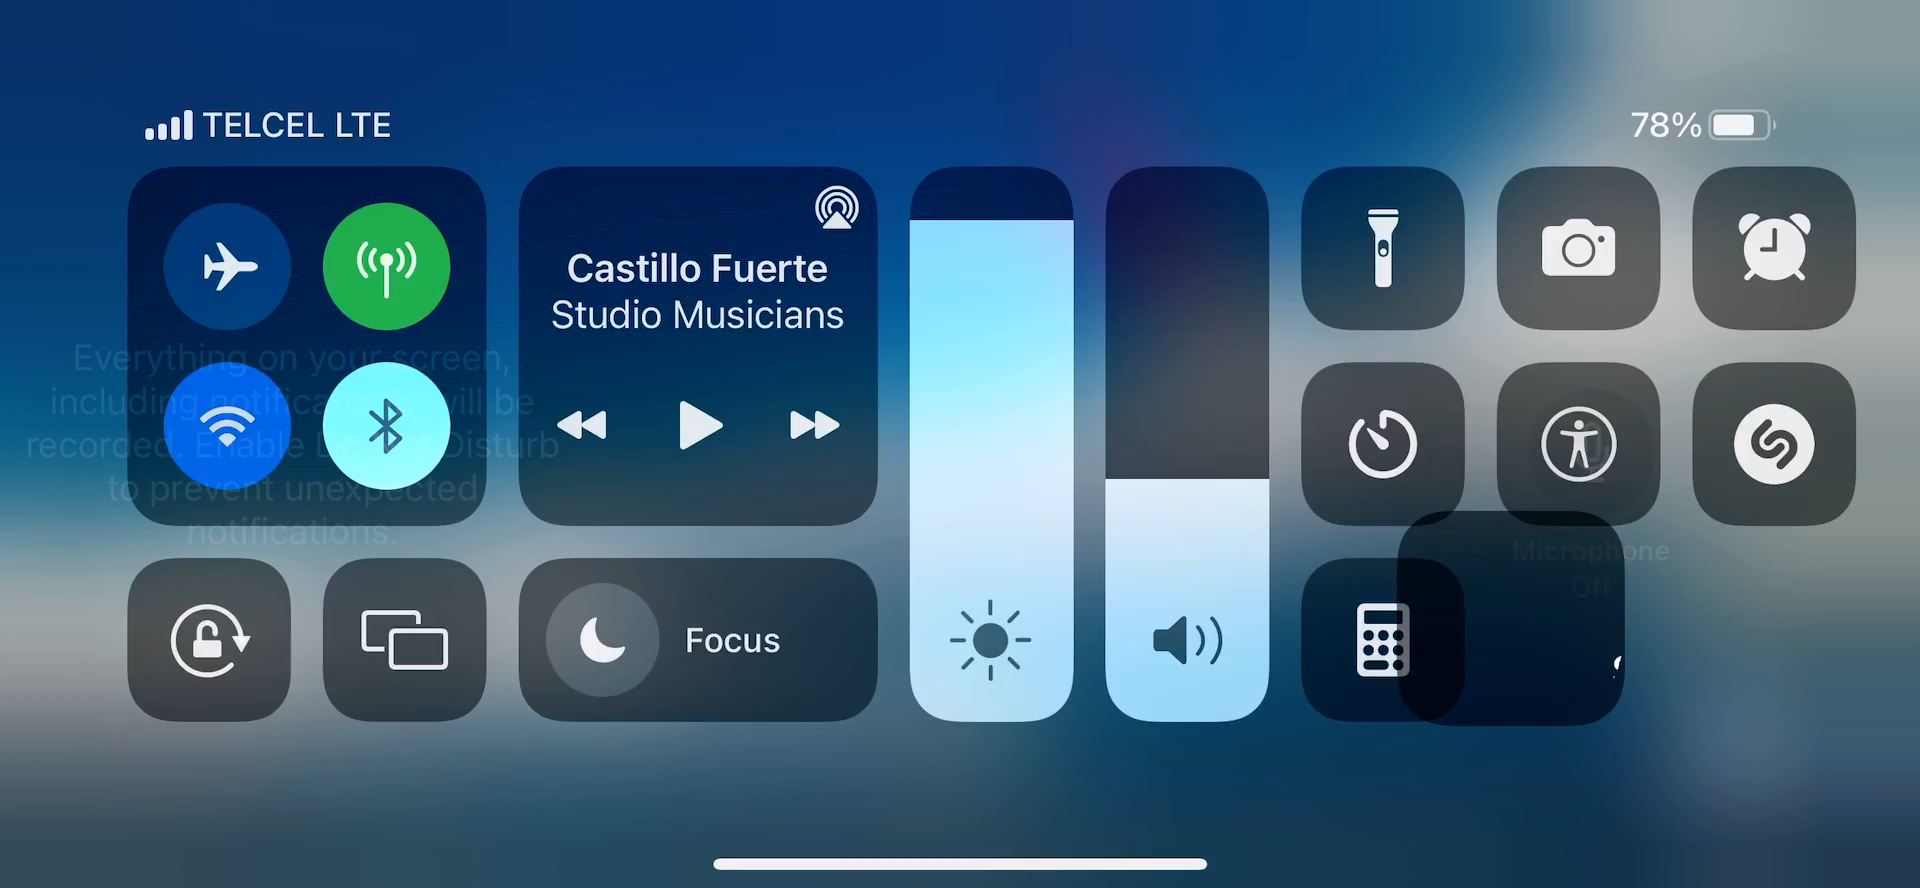 TELCEL LTE
78%
Castillo Fuerte
Studio Musicians
Everything on your screen,
including notifications, will be
recorded. Enable Do Not Disturb
to prevent unexpected
notifications.
Microphone
Off
Focus